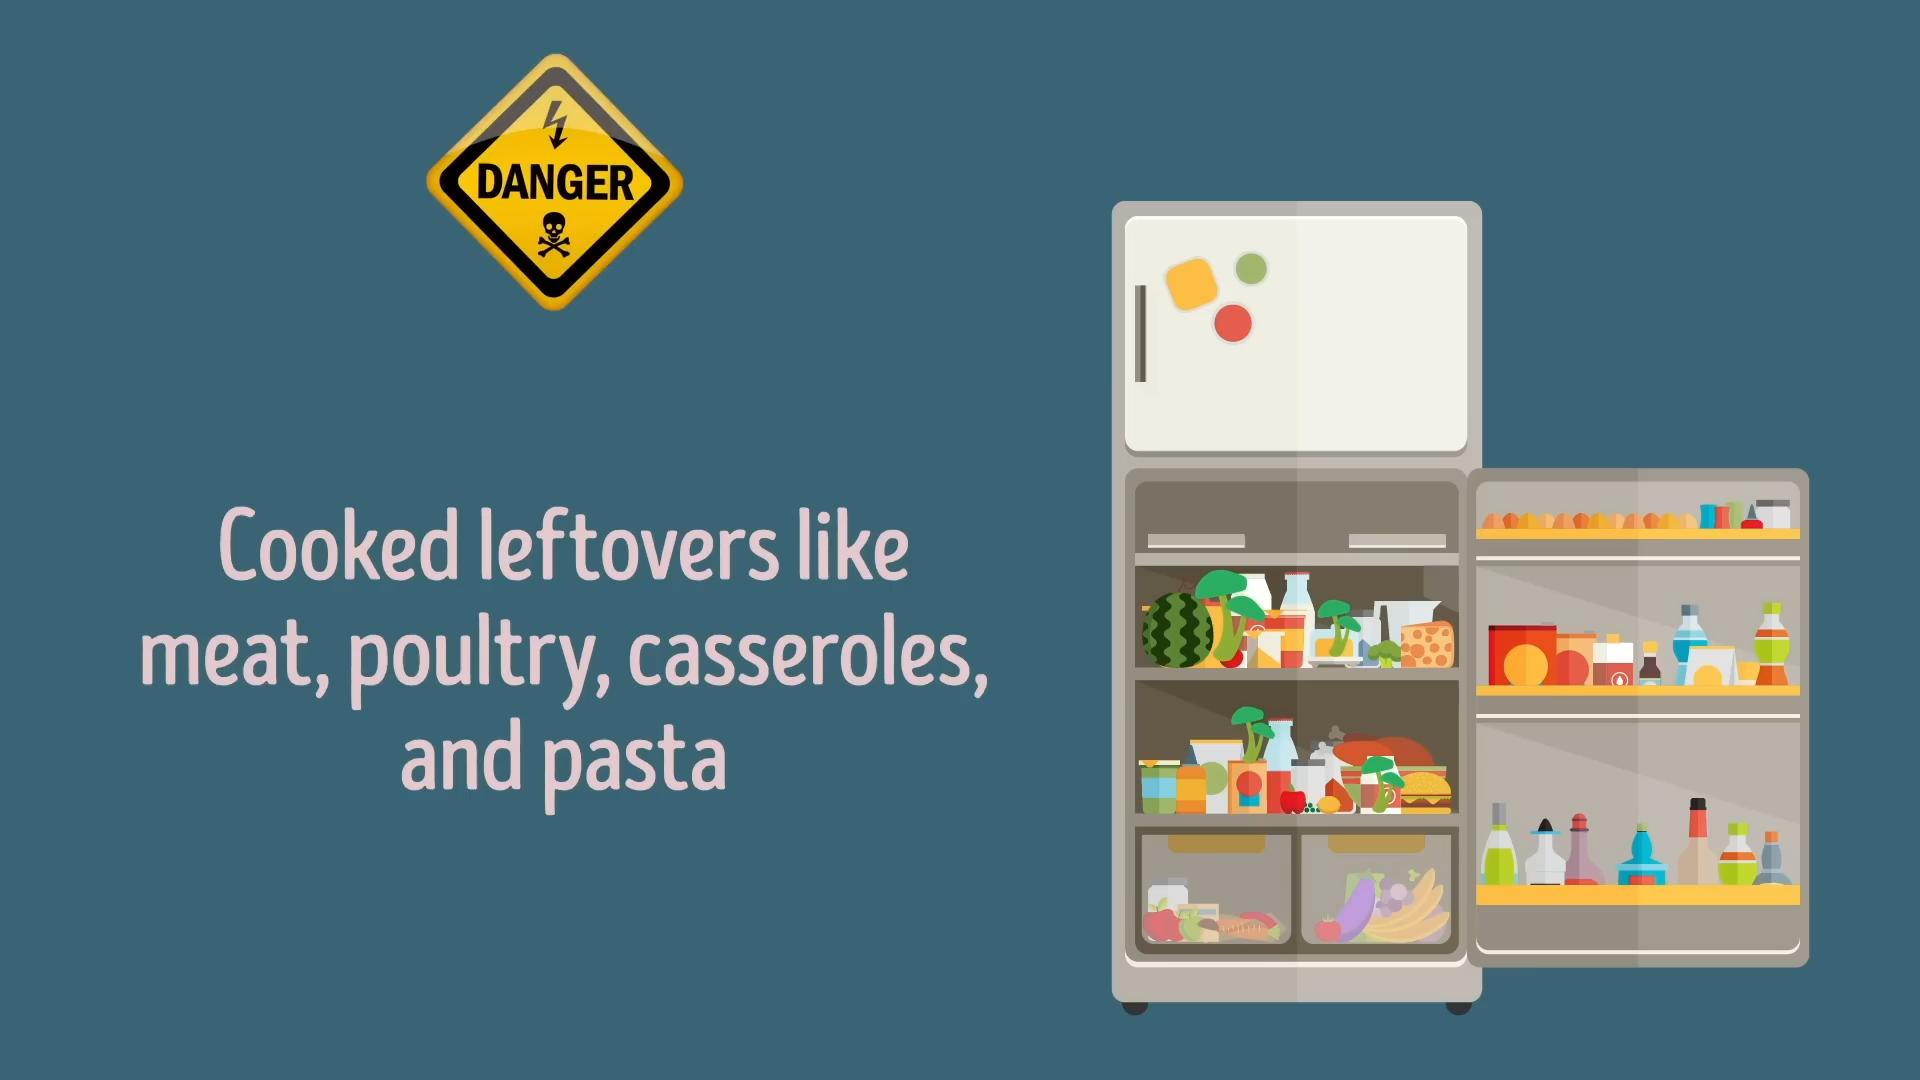 DANGER
Cooked leftovers like
meat, poultry, casseroles,
and pasta